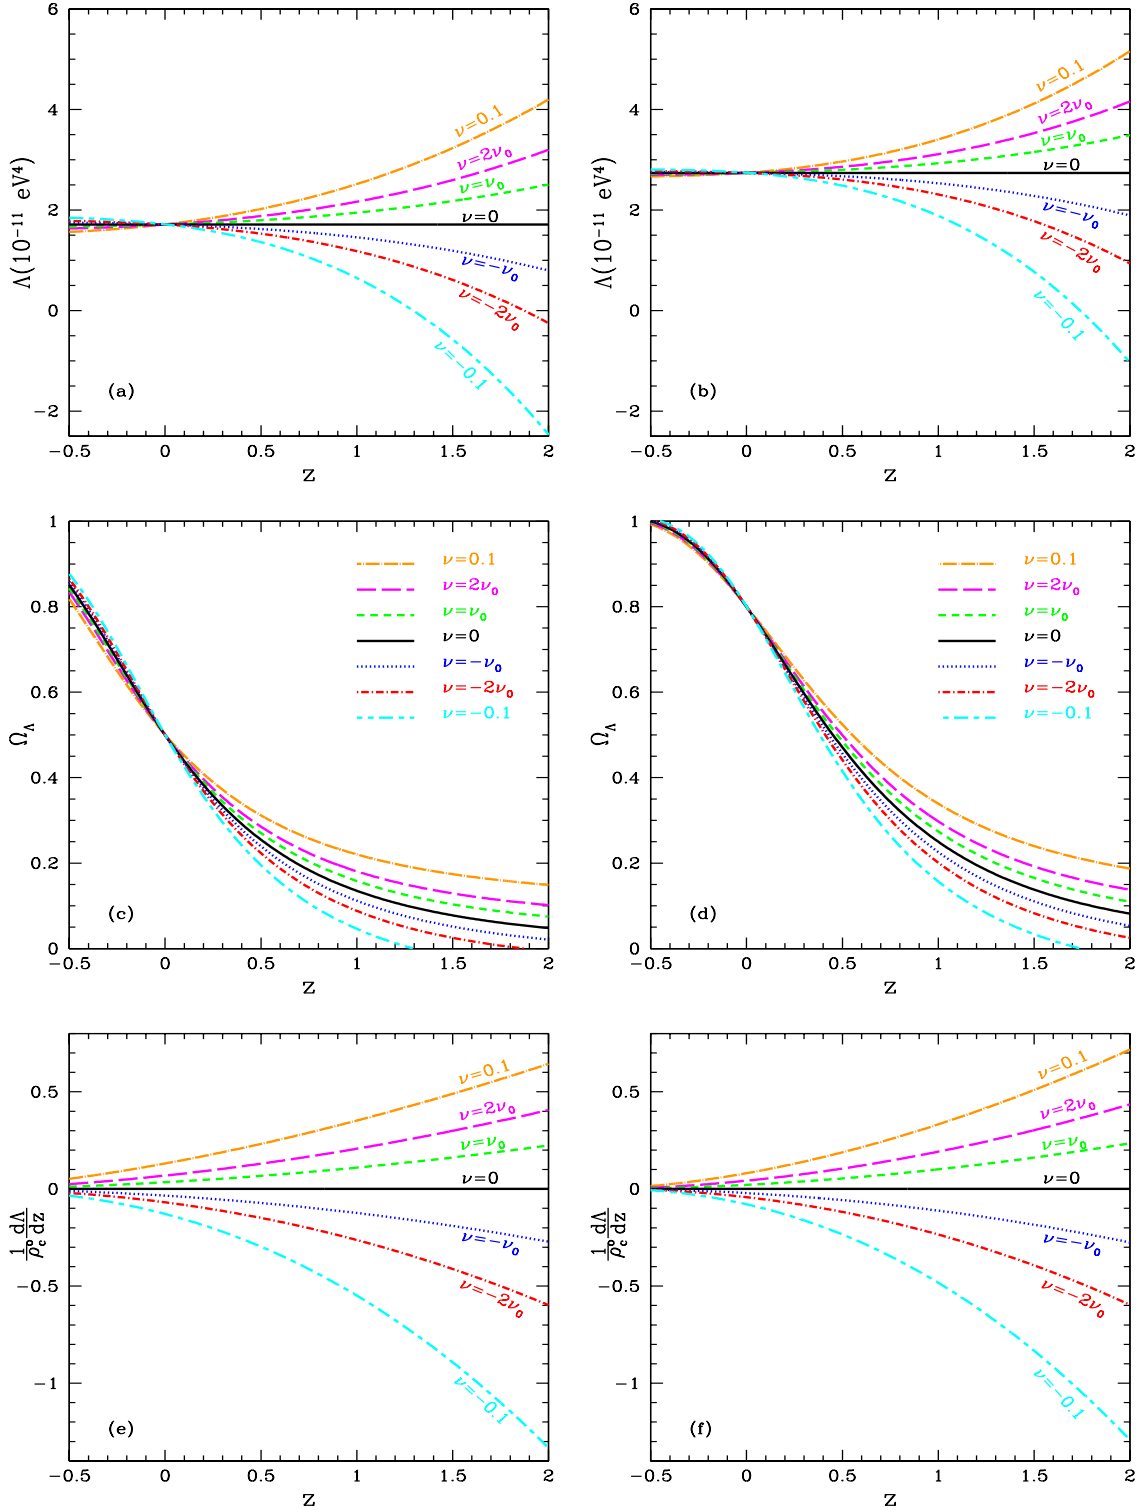 6
4
2
0
−2
Λ(10⁻¹¹ eV⁴)
ν=0.1
ν=2ν₀
ν=ν₀
ν=0
ν=−ν₀
ν=−2ν₀
ν=−0.1
(a)
−0.5 0 0.5 1 1.5 2
z
6
4
2
0
−2
Λ(10⁻¹¹ eV⁴)
ν=0.1
ν=2ν₀
ν=ν₀
ν=0
ν=−ν₀
ν=−2ν₀
ν=−0.1
(b)
−0.5 0 0.5 1 1.5 2
z
1
0.8
0.6
0.4
0.2
0
Ω_Λ
ν=0.1
ν=2ν₀
ν=ν₀
ν=0
ν=−ν₀
ν=−2ν₀
ν=−0.1
(c)
−0.5 0 0.5 1 1.5 2
z
1
0.8
0.6
0.4
0.2
0
Ω_Λ
ν=0.1
ν=2ν₀
ν=ν₀
ν=0
ν=−ν₀
ν=−2ν₀
ν=−0.1
(d)
−0.5 0 0.5 1 1.5 2
z
0.5
0
−0.5
−1
1/ρ_c⁰ dΛ/dz
ν=0.1
ν=2ν₀
ν=ν₀
ν=0
ν=−ν₀
ν=−2ν₀
ν=−0.1
(e)
−0.5 0 0.5 1 1.5 2
z
0.5
0
−0.5
−1
1/ρ_c⁰ dΛ/dz
ν=0.1
ν=2ν₀
ν=ν₀
ν=0
ν=−ν₀
ν=−2ν₀
ν=−0.1
(f)
−0.5 0 0.5 1 1.5 2
z